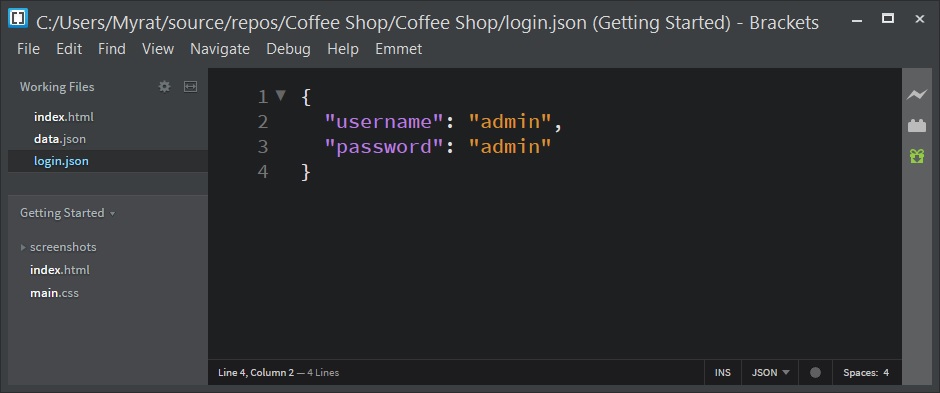 C:/Users/Myrat/source/repos/Coffee Shop/Coffee Shop/login.json (Getting Started) - Brackets
File Edit Find View Navigate Debug Help Emmet
Working Files
index.html
data.json
login.json
Getting Started
screenshots
index.html
main.css
1 {
2 "username": "admin",
3 "password": "admin"
4 }
Line 4, Column 2 — 4 Lines
INS JSON Spaces: 4